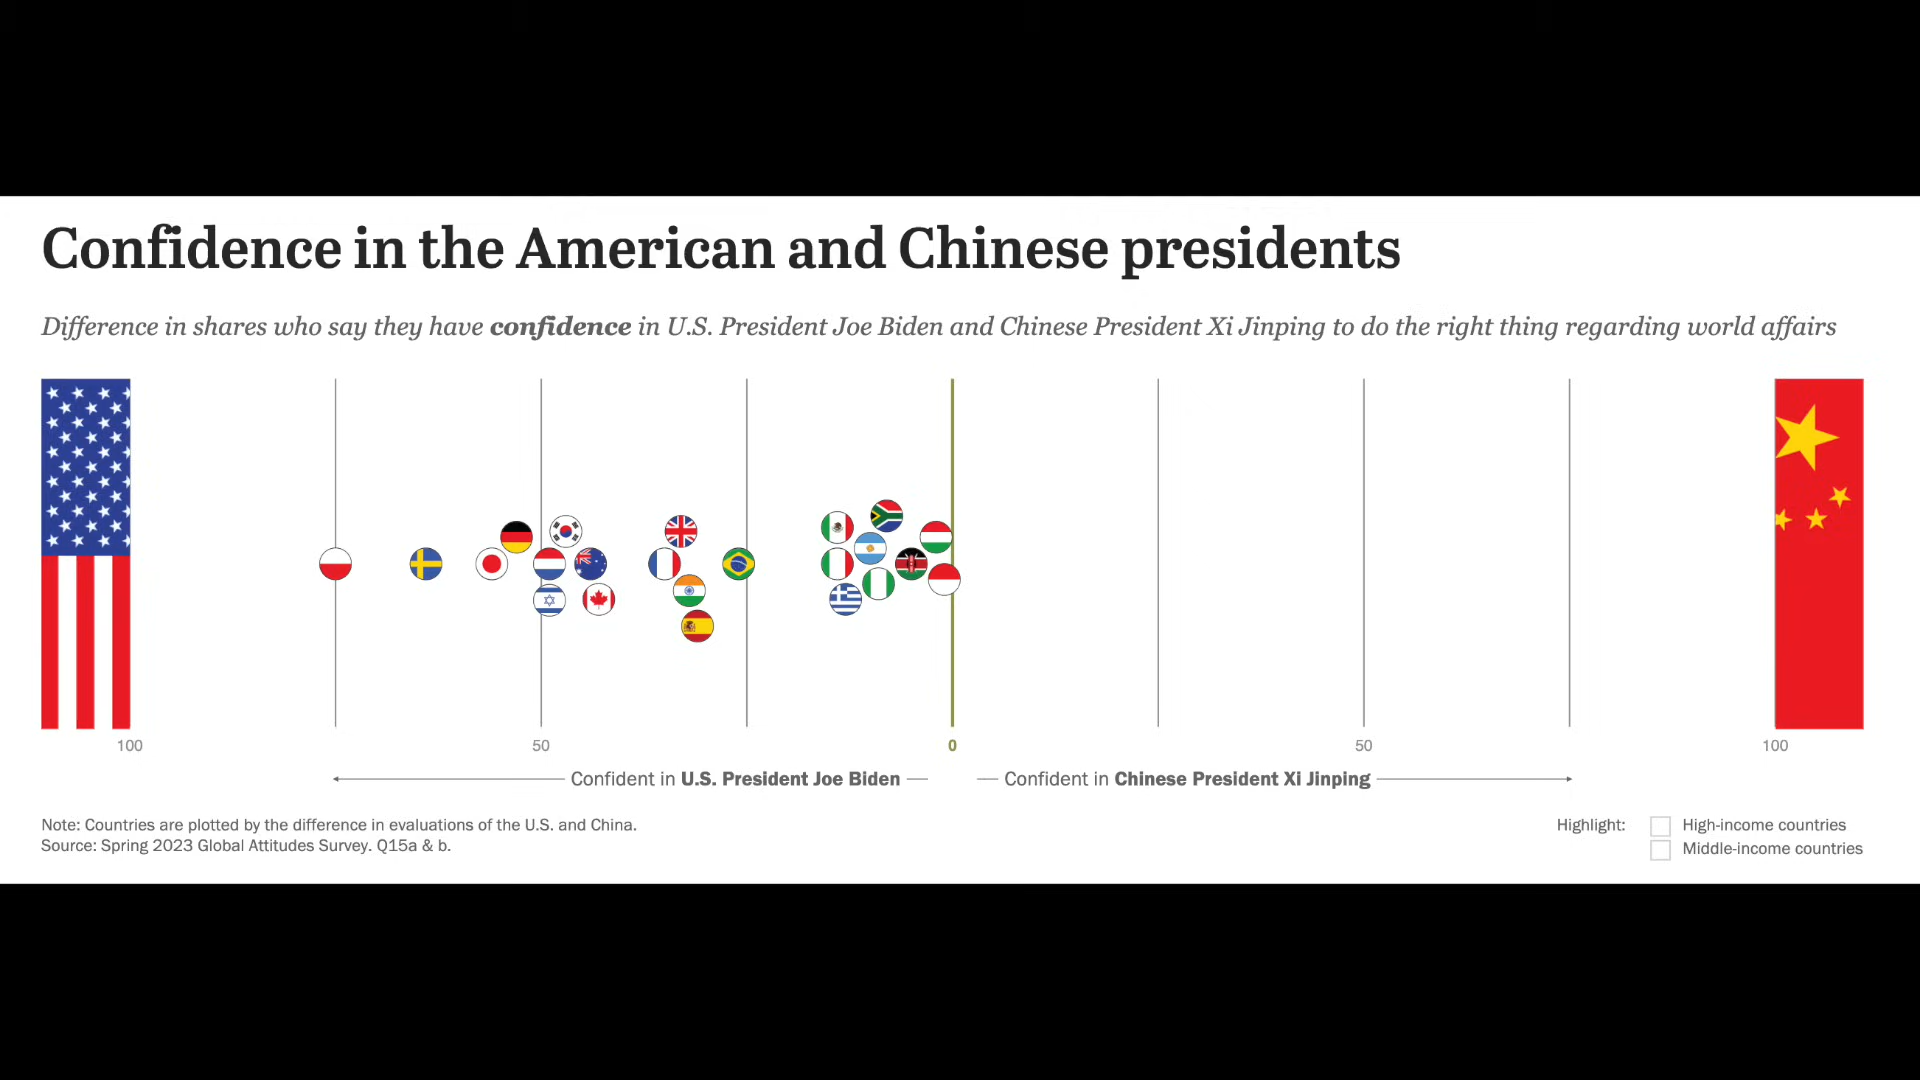 Confidence in the American and Chinese presidents
Difference in shares who say they have confidence in U.S. President Joe Biden and Chinese President Xi Jinping to do the right thing regarding world affairs
100
50
0
50
100
Confident in U.S. President Joe Biden
Confident in Chinese President Xi Jinping
Note: Countries are plotted by the difference in evaluations of the U.S. and China.
Source: Spring 2023 Global Attitudes Survey. Q15a & b.
Highlight:
High-income countries
Middle-income countries